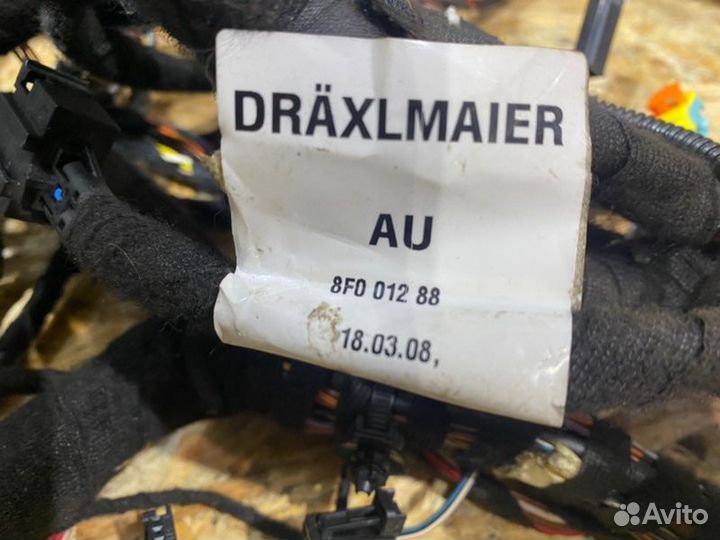 DRÄXLMAIER
AU
8F0 012 88
18.03.08,
Avito